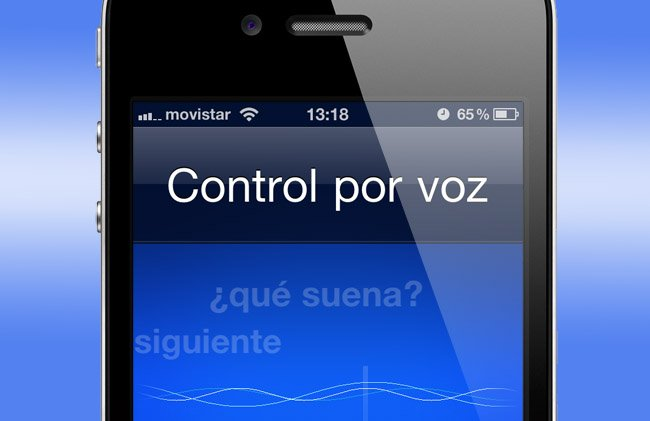 movistar 13:18 65%
Control por voz
¿qué suena?
siguiente